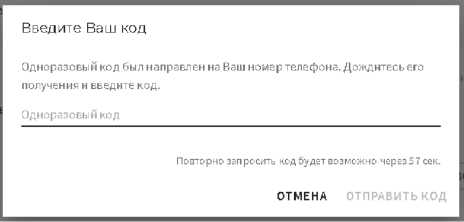 Введите Ваш код
Одноразовый код был направлен на Ваш номер телефона. Дождитесь его
получения и введите код.
Одноразовый код
Повторно запросить код будет возможно через 57 сек.
ОТМЕНА ОТПРАВИТЬ КОД